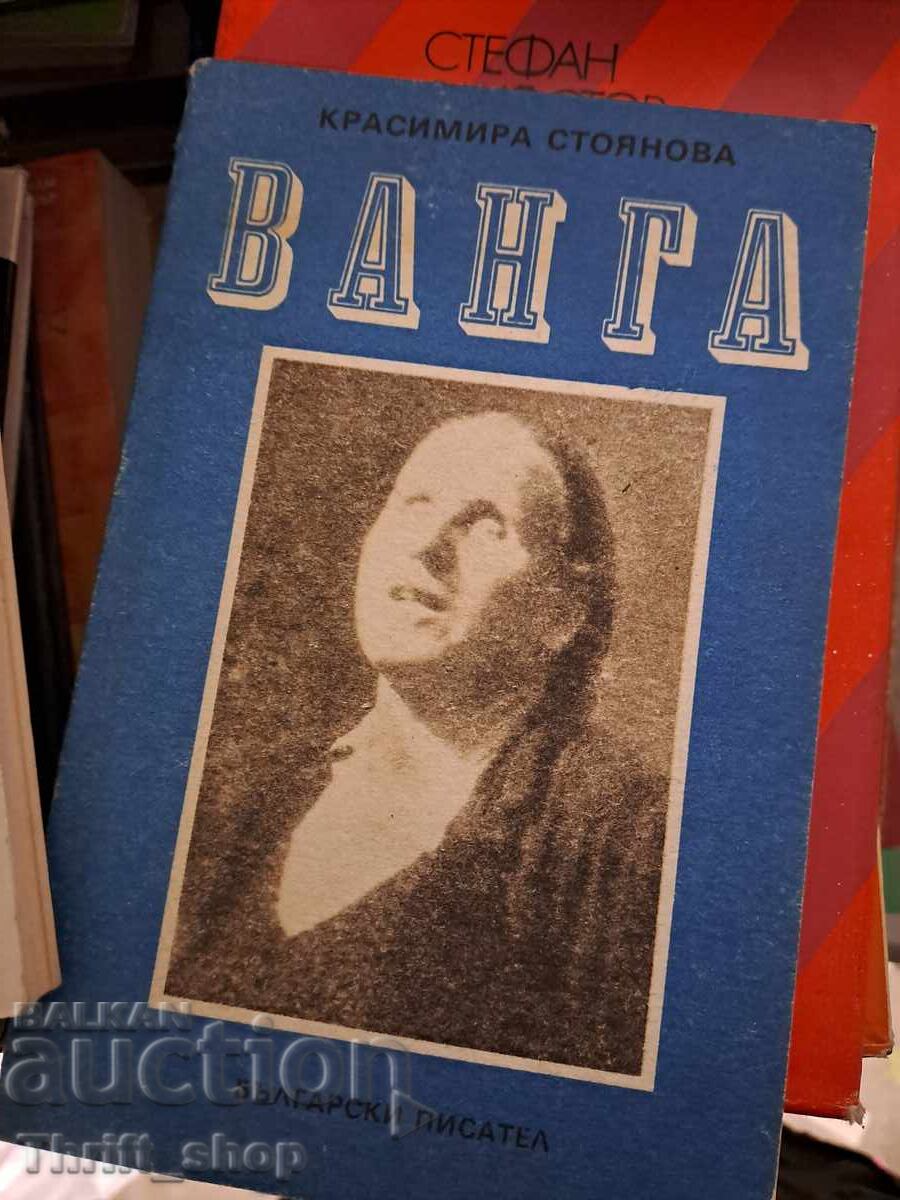 СТЕФАН
КРАСИМИРА СТОЯНОВА
ВАНГА
BALKAN
auction
БЪЛГАРСКИ ПИСАТЕЛ
Thrift_shop